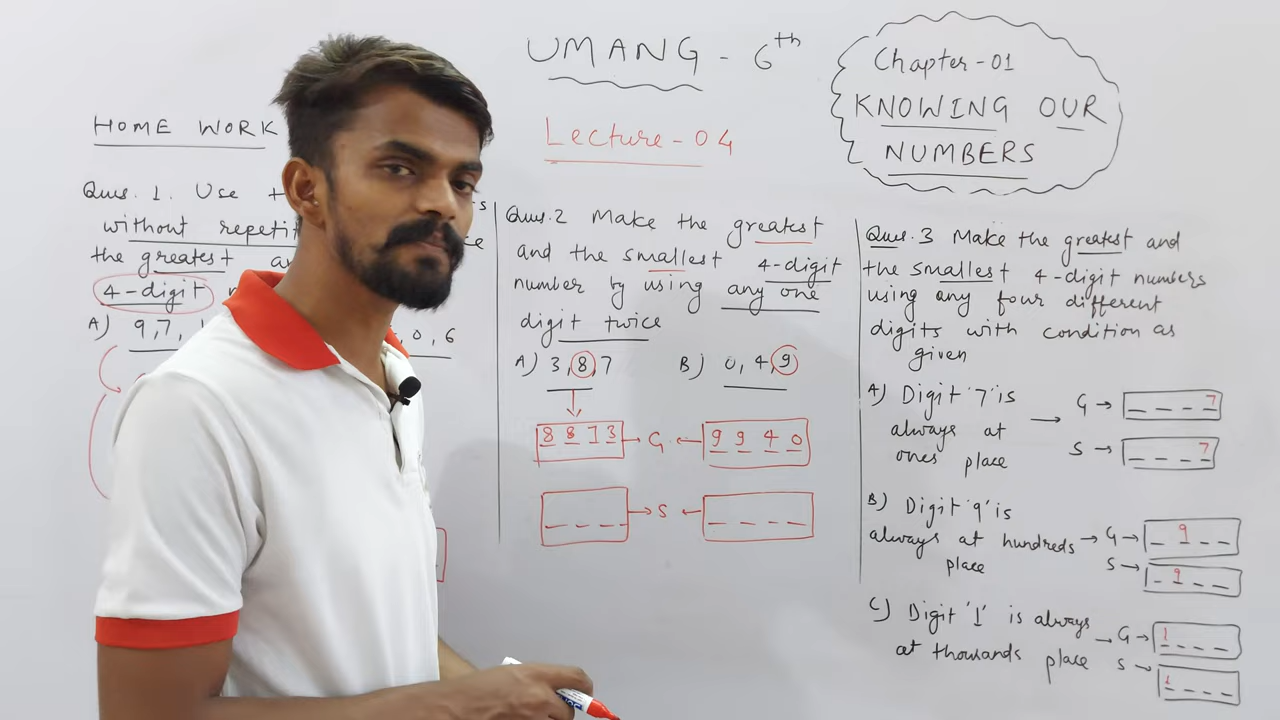 UMANG - 6th
Chapter-01
KNOWING OUR
NUMBERS
Lecture-04
HOME WORK
Ques. 1. Use
without
the greatest
4-digit
A) 9,7,
0,6
Ques.2 Make the greatest
and the smallest 4-digit
number by using any one
digit twice
A) 3,8,7 B) 0,4,9
8 8 7 3 → G ← 9 9 4 0
_ _ _ _ → S ← _ _ _ _
Ques.3 Make the greatest and
the smallest 4-digit numbers
using any four different
digits with condition as
given
A) Digit '7' is
always at
ones place
→
G → _ _ _ 7
S → _ _ _ 7
B) Digit '9' is
always at hundreds
place
→
G → _ 9 _ _
S → _ 9 _ _
C) Digit '1' is always
at thousands place
→
G → 1 _ _ _
S → 1 _ _ _